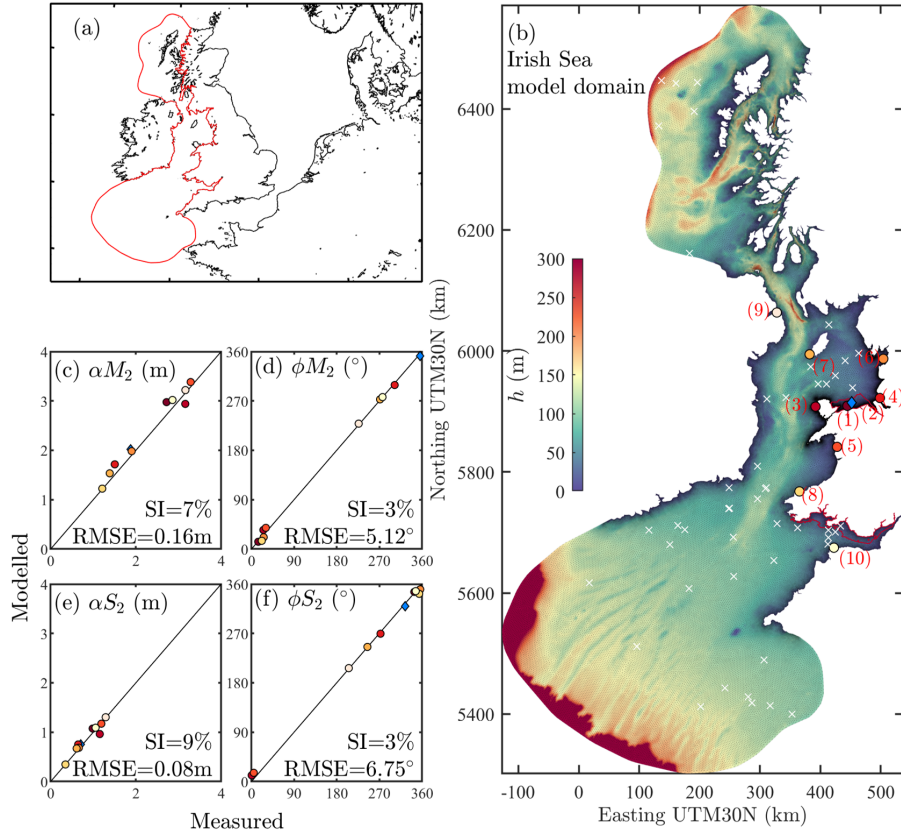 (a)
(b)
Irish Sea
model domain
6400
6200
6000
5800
5600
5400
Northing UTM30N (km)
-100
0
100
200
300
400
500
Easting UTM30N (km)
300
250
200
150
100
50
0
h (m)
(9)
(7)
(6)
(3)
(1)
(2)
(4)
(5)
(8)
(10)
(c) αM₂ (m)
4
3
2
1
0
SI=7%
RMSE=0.16m
(d) ϕM₂ (°)
360
270
180
90
0
SI=3%
RMSE=5.12°
(e) αS₂ (m)
4
3
2
1
0
SI=9%
RMSE=0.08m
0
2
4
(f) ϕS₂ (°)
360
270
180
90
0
SI=3%
RMSE=6.75°
0
90
180
270
360
Modelled
Measured